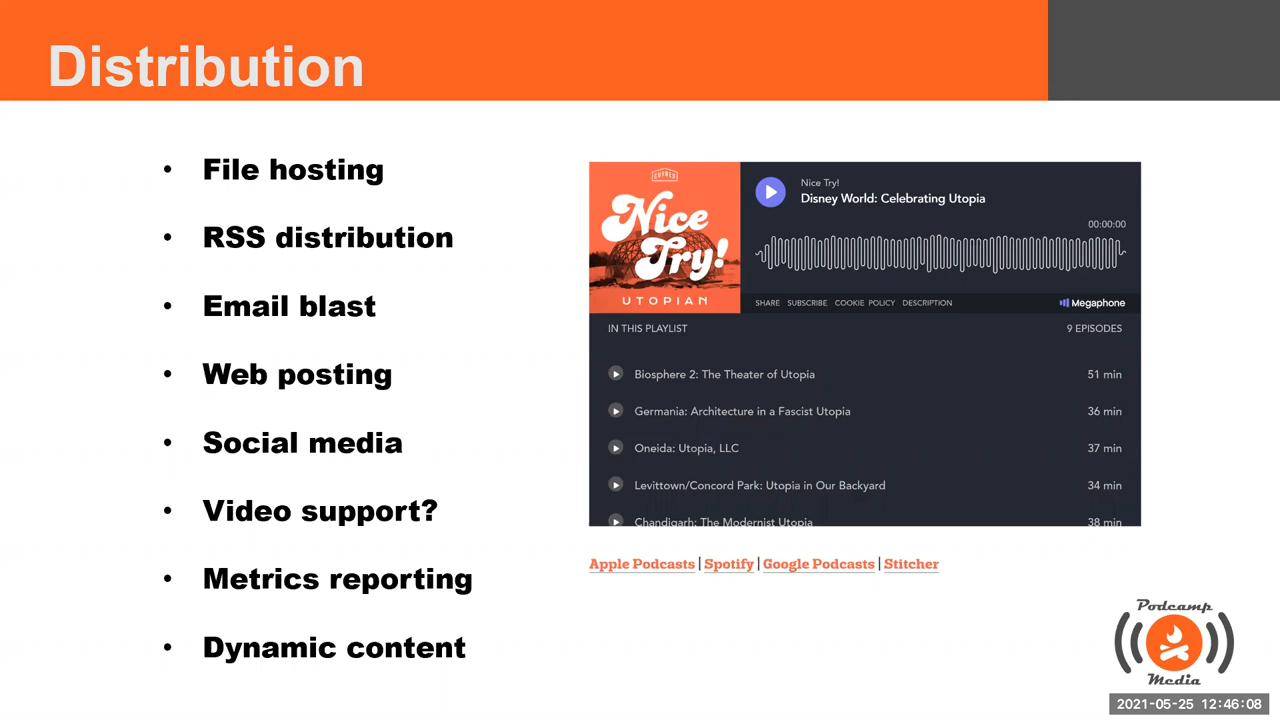 Distribution
• File hosting
• RSS distribution
• Email blast
• Web posting
• Social media
• Video support?
• Metrics reporting
• Dynamic content
CURBED
Nice
Try!
UTOPIAN
Nice Try!
Disney World: Celebrating Utopia
00:00:00
SHARE SUBSCRIBE COOKIE POLICY DESCRIPTION
Megaphone
IN THIS PLAYLIST 9 EPISODES
Biosphere 2: The Theater of Utopia 51 min
Germania: Architecture in a Fascist Utopia 36 min
Oneida: Utopia, LLC 37 min
Levittown/Concord Park: Utopia in Our Backyard 34 min
Chandigarh: The Modernist Utopia 38 min
Apple Podcasts | Spotify | Google Podcasts | Stitcher
Podcamp
Media
2021-05-25 12:46:08